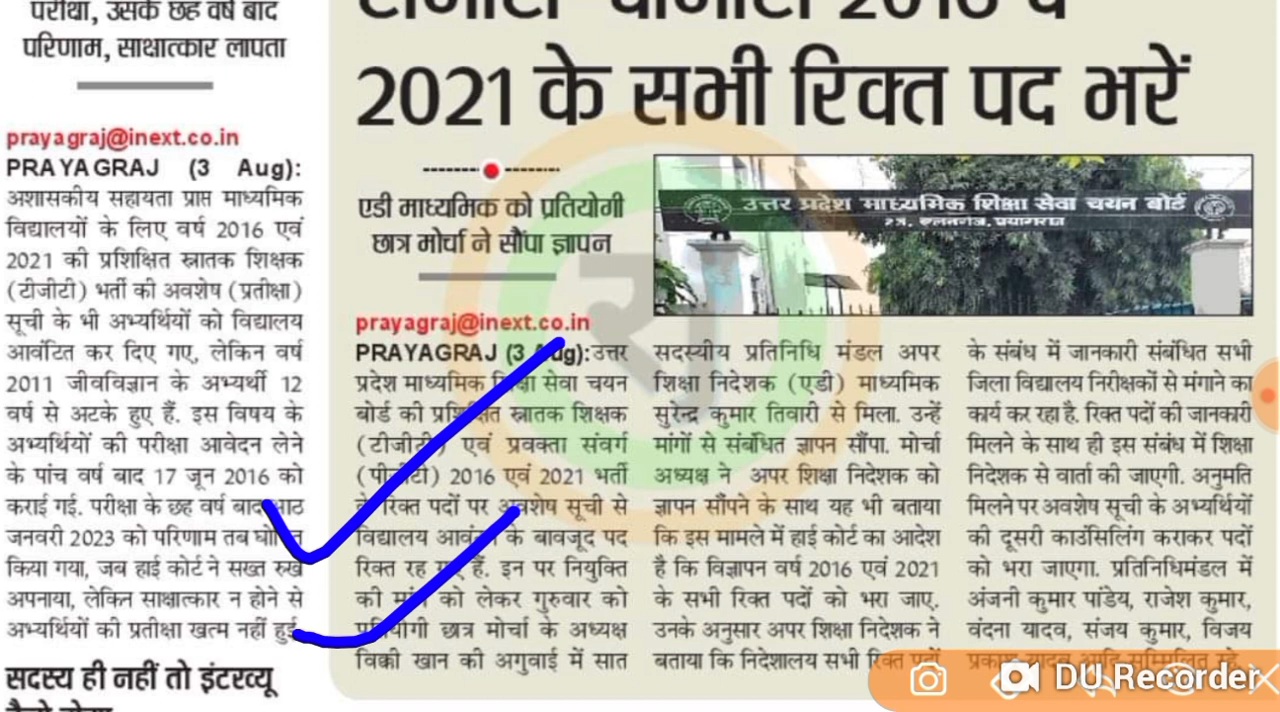 परीक्षा, उसके छह वर्ष बाद
परिणाम, साक्षात्कार लापता
prayagraj@inext.co.in
PRAYAGRAJ (3 Aug):
अशासकीय सहायता प्राप्त माध्यमिक
विद्यालयों के लिए वर्ष 2016 एवं
2021 की प्रशिक्षित स्नातक शिक्षक
(टीजीटी) भर्ती की अवशेष (प्रतीक्षा)
सूची के भी अभ्यर्थियों को विद्यालय
आवंटित कर दिए गए, लेकिन वर्ष
2011 जीवविज्ञान के अभ्यर्थी 12
वर्ष से अटके हुए हैं. इस विषय के
अभ्यर्थियों की परीक्षा आवेदन लेने
के पांच वर्ष बाद 17 जून 2016 को
कराई गई. परीक्षा के छह वर्ष बाद आठ
जनवरी 2023 को परिणाम तब घोषित
किया गया, जब हाई कोर्ट ने सख्त रुख
अपनाया, लेकिन साक्षात्कार न होने से
अभ्यर्थियों की प्रतीक्षा खत्म नहीं हुई.
सदस्य ही नहीं तो इंटरव्यू
2021 के सभी रिक्त पद भरें
एडी माध्यमिक को प्रतियोगी
छात्र मोर्चा ने सौंपा ज्ञापन
prayagraj@inext.co.in
PRAYAGRAJ (3 Aug): उत्तर
प्रदेश माध्यमिक शिक्षा सेवा चयन
बोर्ड की प्रशिक्षित स्नातक शिक्षक
(टीजीटी) एवं प्रवक्ता संवर्ग
(पीजीटी) 2016 एवं 2021 भर्ती
के रिक्त पदों पर अवशेष सूची से
विद्यालय आवंटन के बावजूद पद
रिक्त रह गए हैं. इन पर नियुक्ति
की मांग को लेकर गुरुवार को
प्रतियोगी छात्र मोर्चा के अध्यक्ष
विक्की खान की अगुवाई में सात
उत्तर प्रदेश माध्यमिक शिक्षा सेवा चयन बोर्ड
सदस्यीय प्रतिनिधि मंडल अपर
शिक्षा निदेशक (एडी) माध्यमिक
सुरेन्द्र कुमार तिवारी से मिला. उन्हें
मांगों से संबंधित ज्ञापन सौंपा. मोर्चा
अध्यक्ष ने अपर शिक्षा निदेशक को
ज्ञापन सौंपने के साथ यह भी बताया
कि इस मामले में हाई कोर्ट का आदेश
है कि विज्ञापन वर्ष 2016 एवं 2021
के सभी रिक्त पदों को भरा जाए.
उनके अनुसार अपर शिक्षा निदेशक ने
बताया कि निदेशालय सभी रिक्त पदों
के संबंध में जानकारी संबंधित सभी
जिला विद्यालय निरीक्षकों से मंगाने का
कार्य कर रहा है. रिक्त पदों की जानकारी
मिलने के साथ ही इस संबंध में शिक्षा
निदेशक से वार्ता की जाएगी. अनुमति
मिलने पर अवशेष सूची के अभ्यर्थियों
की दूसरी काउंसिलिंग कराकर पदों
को भरा जाएगा. प्रतिनिधिमंडल में
अंजनी कुमार पांडेय, राजेश कुमार,
वंदना यादव, संजय कुमार, विजय
प्रकाश यादव आदि सम्मिलित रहे.
DU Recorder